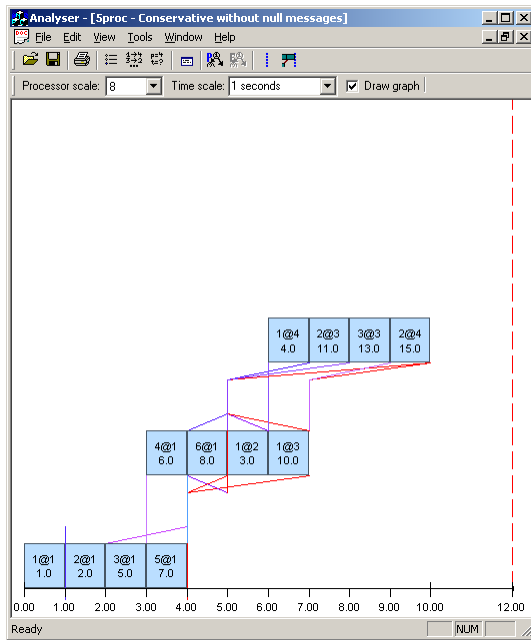 Analyser - [5proc - Conservative without null messages]
File Edit View Tools Window Help
Processor scale: 8 Time scale: 1 seconds Draw graph
1@4 2@3 3@3 2@4
4.0 11.0 13.0 15.0
4@1 6@1 1@2 1@3
6.0 8.0 3.0 10.0
1@1 2@1 3@1 5@1
1.0 2.0 5.0 7.0
0.00 1.00 2.00 3.00 4.00 5.00 6.00 7.00 8.00 9.00 10.00 12.00
Ready NUM